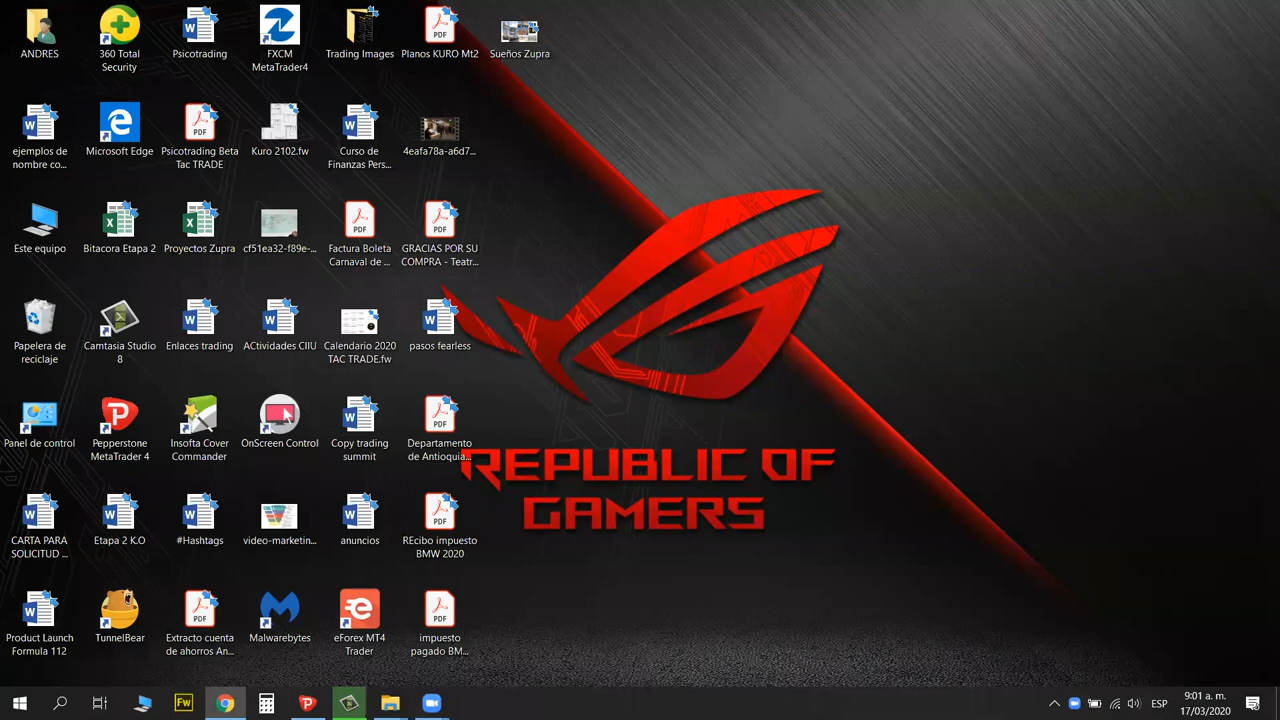 ANDRES
360 Total
Security
Psicotrading
FXCM
MetaTrader4
Trading Images
Planos KURO Mt2
Sueños Zupra
ejemplos de
nombre co...
Microsoft Edge
Psicotrading Beta
Tac TRADE
Kuro 2102.fw
Curso de
Finanzas Pers...
4eafa78a-a6d7...
Este equipo
Bitacora Etapa 2
Proyectos Zupra
cf51ea32-f89e-...
Factura Boleta
Carnaval de ...
GRACIAS POR SU
COMPRA - Teatr...
Papelera de
reciclaje
Camtasia Studio
8
Enlaces trading
ACtividades CIIU
Calendario 2020
TAC TRADE.fw
pasos fearless
Panel de control
Pepperstone
MetaTrader 4
Insofta Cover
Commander
OnScreen Control
Copy trading
summit
Departamento
de Antioquia...
REPUBLIC OF
GAMERS
CARTA PARA
SOLICITUD ...
Etapa 2 K.O
#Hashtags
video-marketin...
anuncios
REcibo impuesto
BMW 2020
Product Launch
Formula 112
TunnelBear
Extracto cuenta
de ahorros An...
Malwarebytes
eForex MT4
Trader
impuesto
pagado BM...
Fw
ESP
9:01 a. m.
17/03/2020